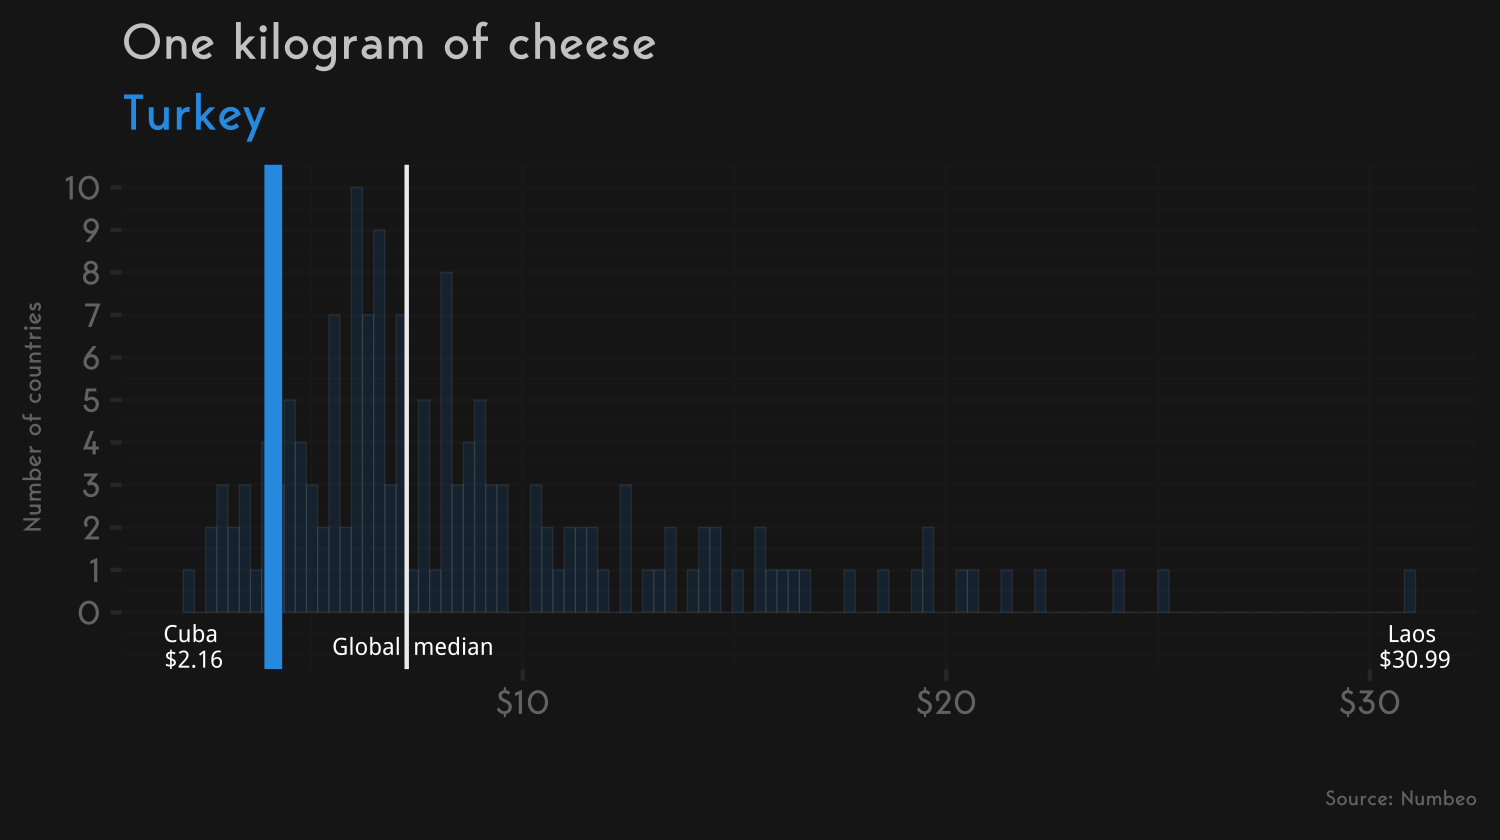 One kilogram of cheese
Turkey
Number of countries
10
9
8
7
6
5
4
3
2
1
0
Cuba
$2.16
Global median
Laos
$30.99
$10
$20
$30
Source: Numbeo